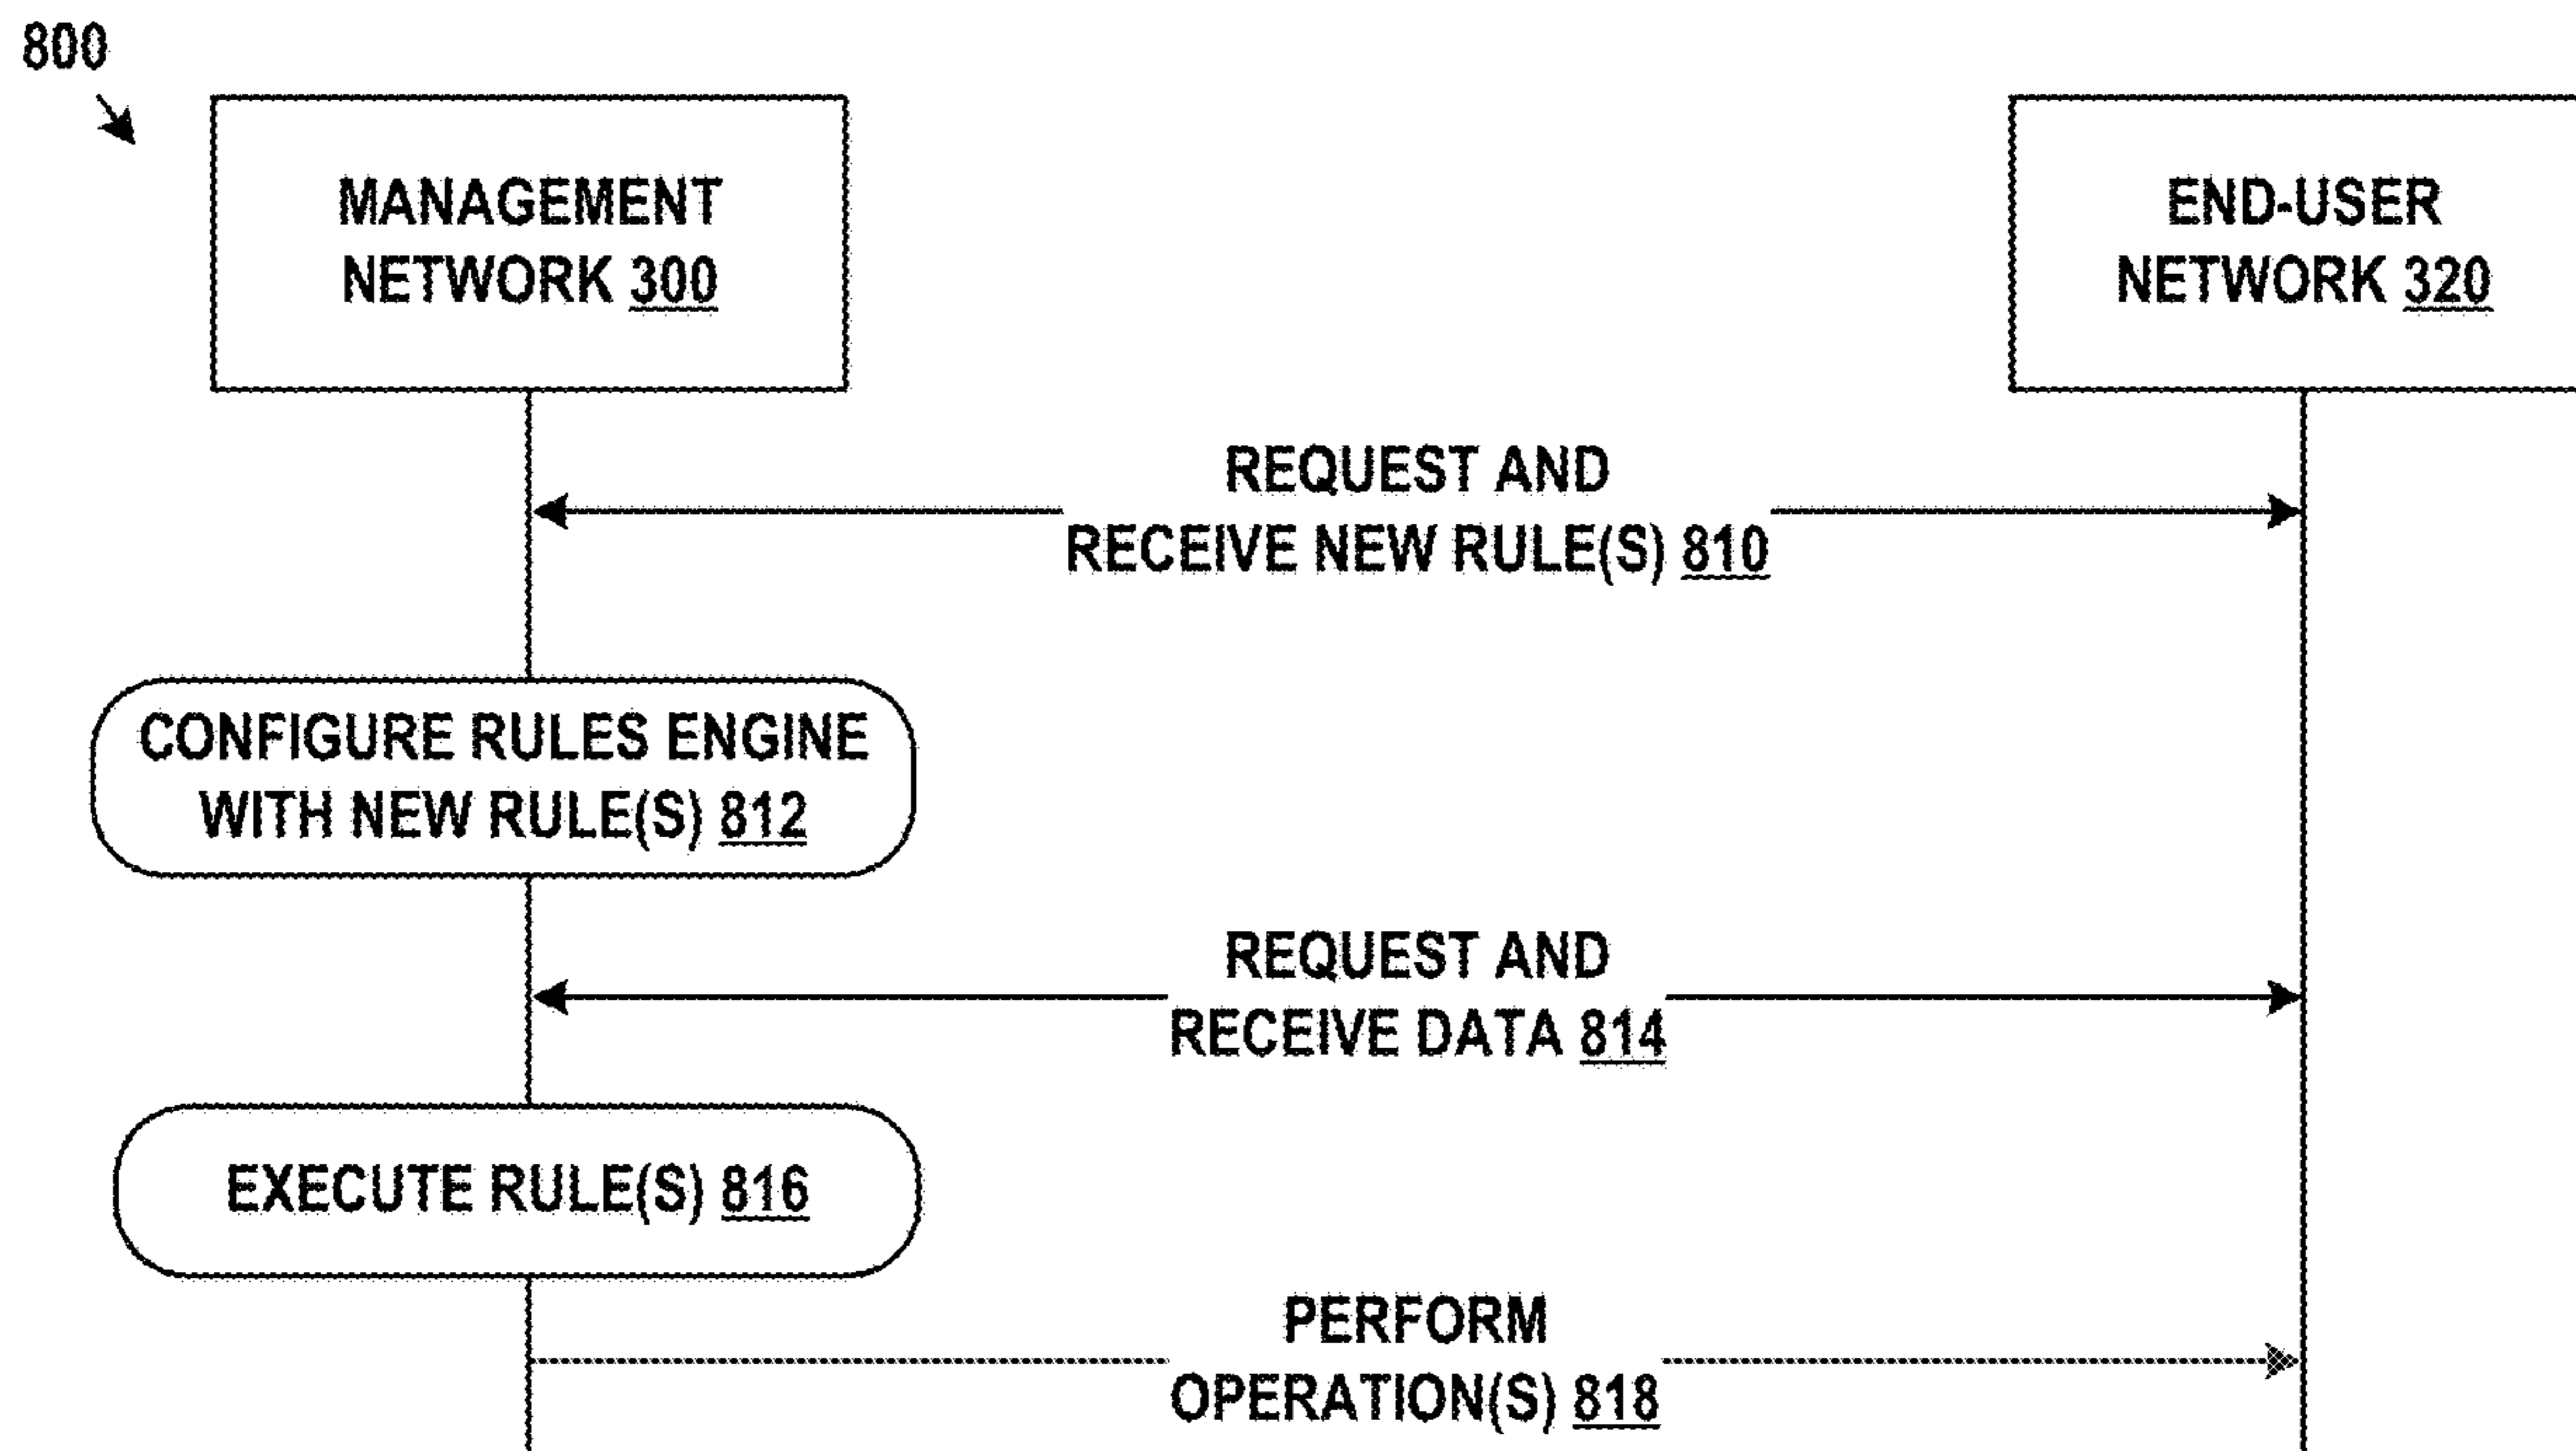 800
MANAGEMENT
NETWORK 300
END-USER
NETWORK 320
REQUEST AND
RECEIVE NEW RULE(S) 810
CONFIGURE RULES ENGINE
WITH NEW RULE(S) 812
REQUEST AND
RECEIVE DATA 814
EXECUTE RULE(S) 816
PERFORM
OPERATION(S) 818